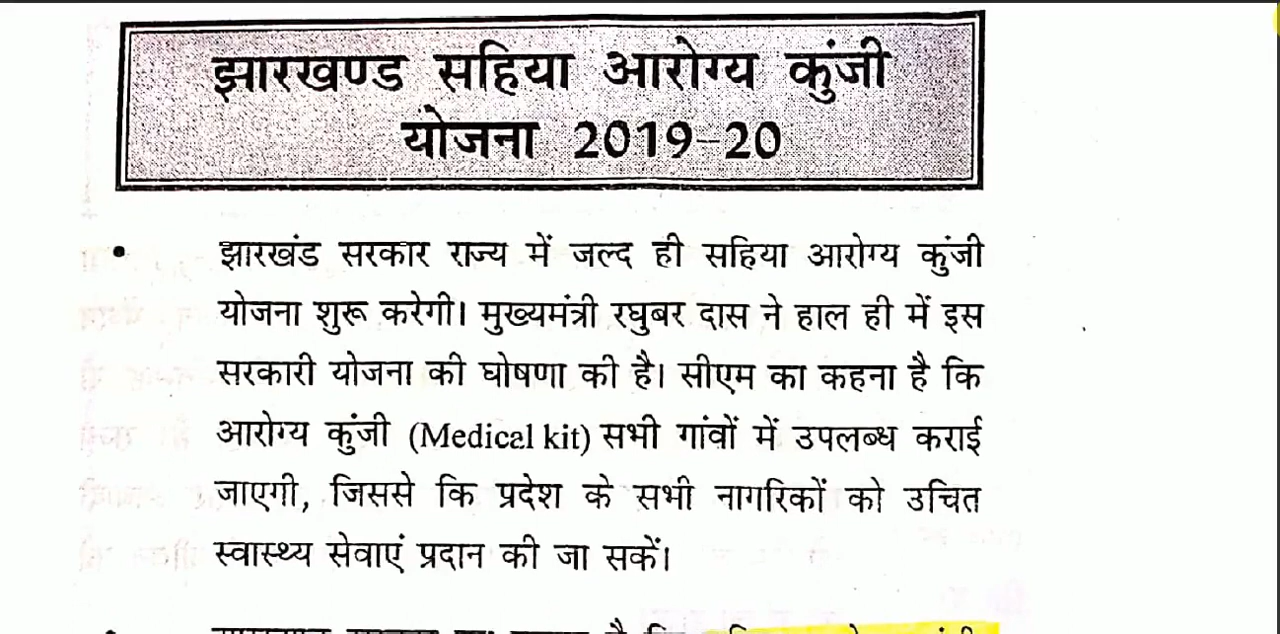 झारखण्ड सहिया आरोग्य कुंजी
योजना 2019-20
• झारखंड सरकार राज्य में जल्द ही सहिया आरोग्य कुंजी
योजना शुरू करेगी। मुख्यमंत्री रघुबर दास ने हाल ही में इस
सरकारी योजना की घोषणा की है। सीएम का कहना है कि
आरोग्य कुंजी (Medical kit) सभी गांवों में उपलब्ध कराई
जाएगी, जिससे कि प्रदेश के सभी नागरिकों को उचित
स्वास्थ्य सेवाएं प्रदान की जा सकें।